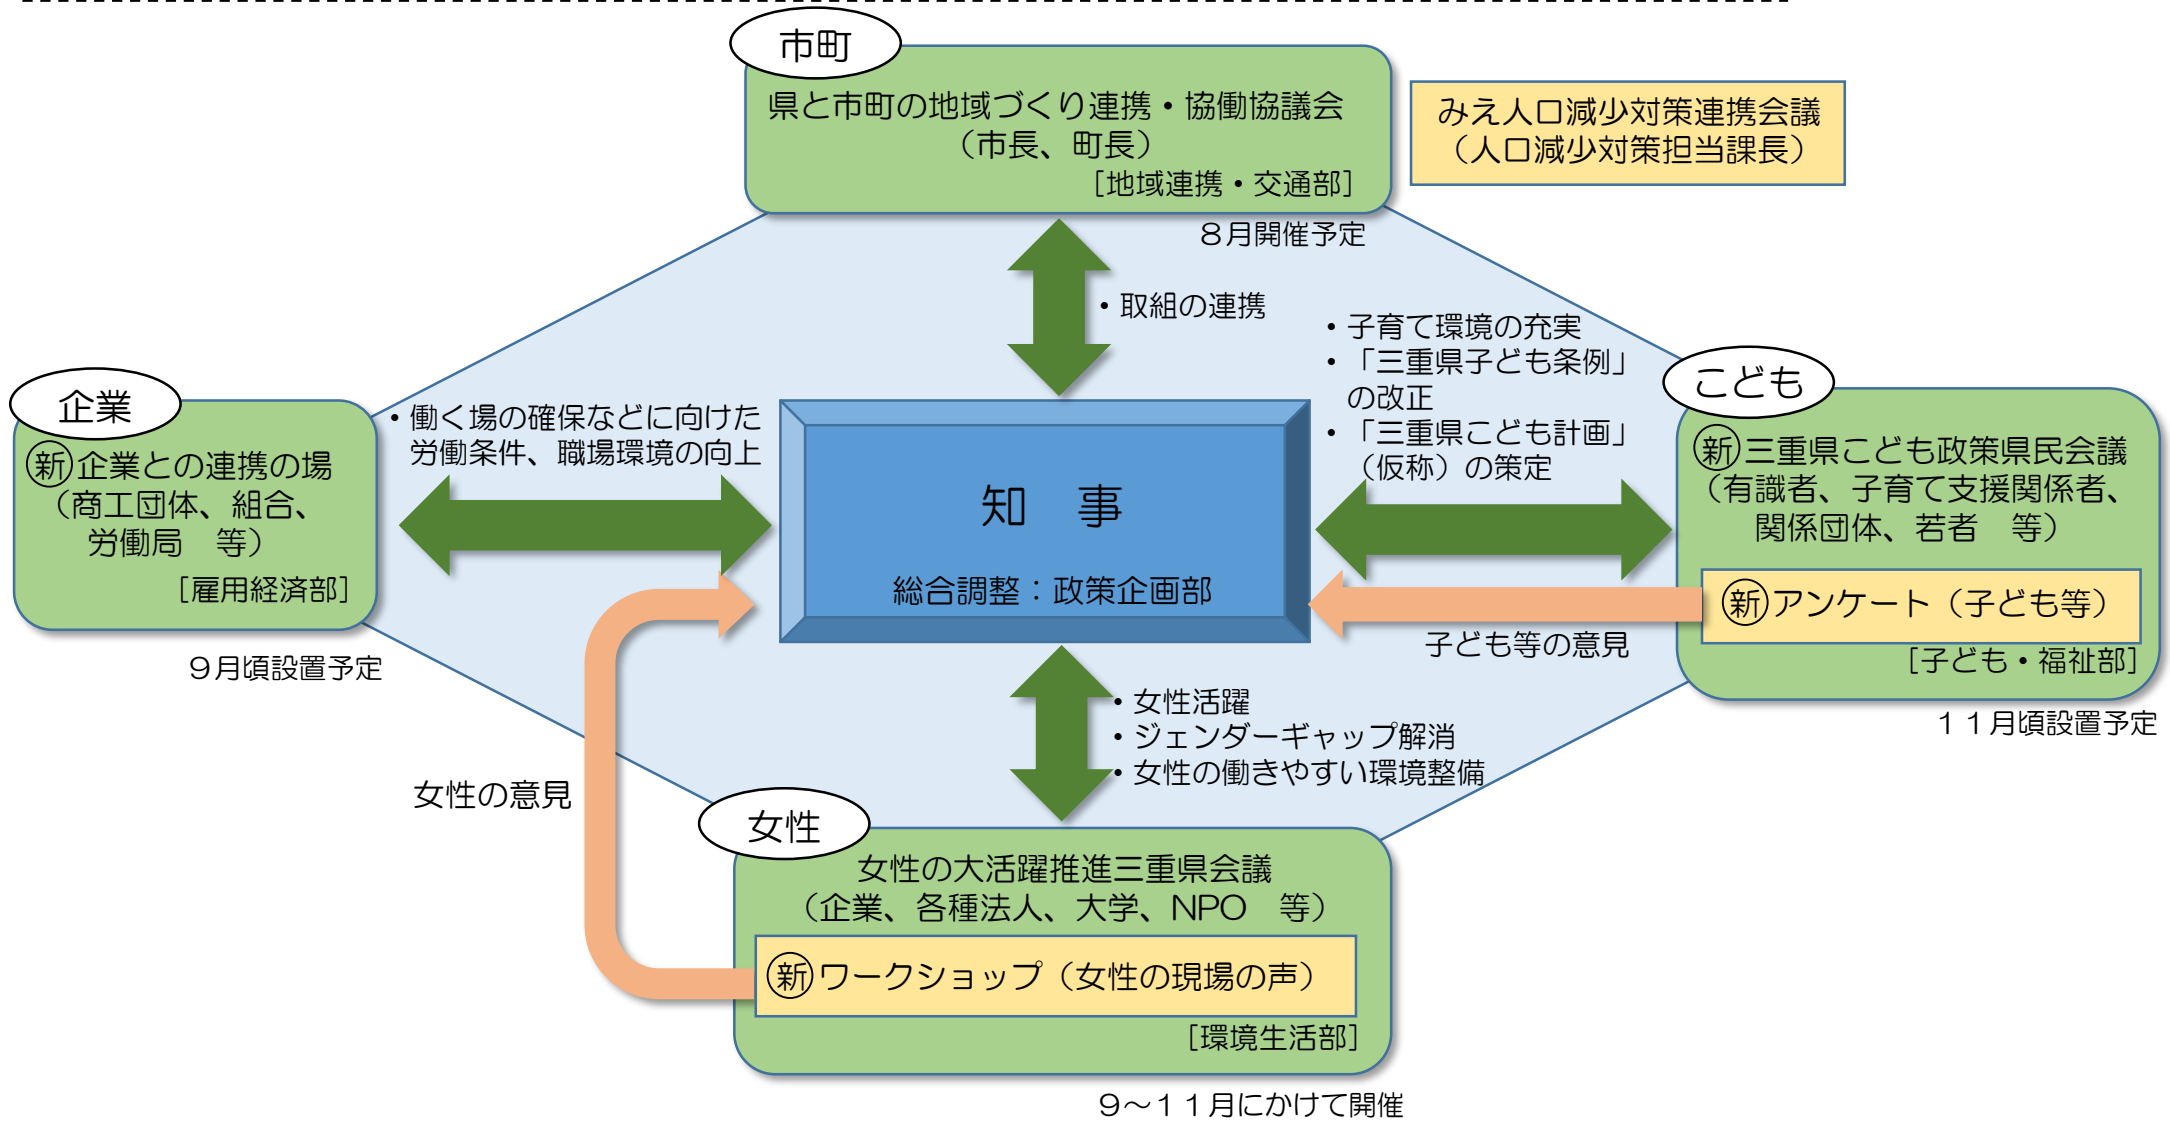 市町
県と市町の地域づくり連携・協働協議会
（市長、町長）
［地域連携・交通部］
８月開催予定
みえ人口減少対策連携会議
（人口減少対策担当課長）
・取組の連携
企業
㊟企業との連携の場
（商工団体、組合、
労働局　等）
［雇用経済部］
９月頃設置予定
・働く場の確保などに向けた
労働条件、職場環境の向上
知　事
総合調整：政策企画部
・子育て環境の充実
・「三重県子ども条例」
の改正
・「三重県こども計画」
（仮称）の策定
こども
新三重県こども政策県民会議
（有識者、子育て支援関係者、
関係団体、若者　等）
新アンケート（子ども等）
［子ども・福祉部］
１１月頃設置予定
子ども等の意見
・女性活躍
・ジェンダーギャップ解消
・女性の働きやすい環境整備
女性の意見
女性
女性の大活躍推進三重県会議
（企業、各種法人、大学、NPO　等）
新ワークショップ（女性の現場の声）
［環境生活部］
９～１１月にかけて開催